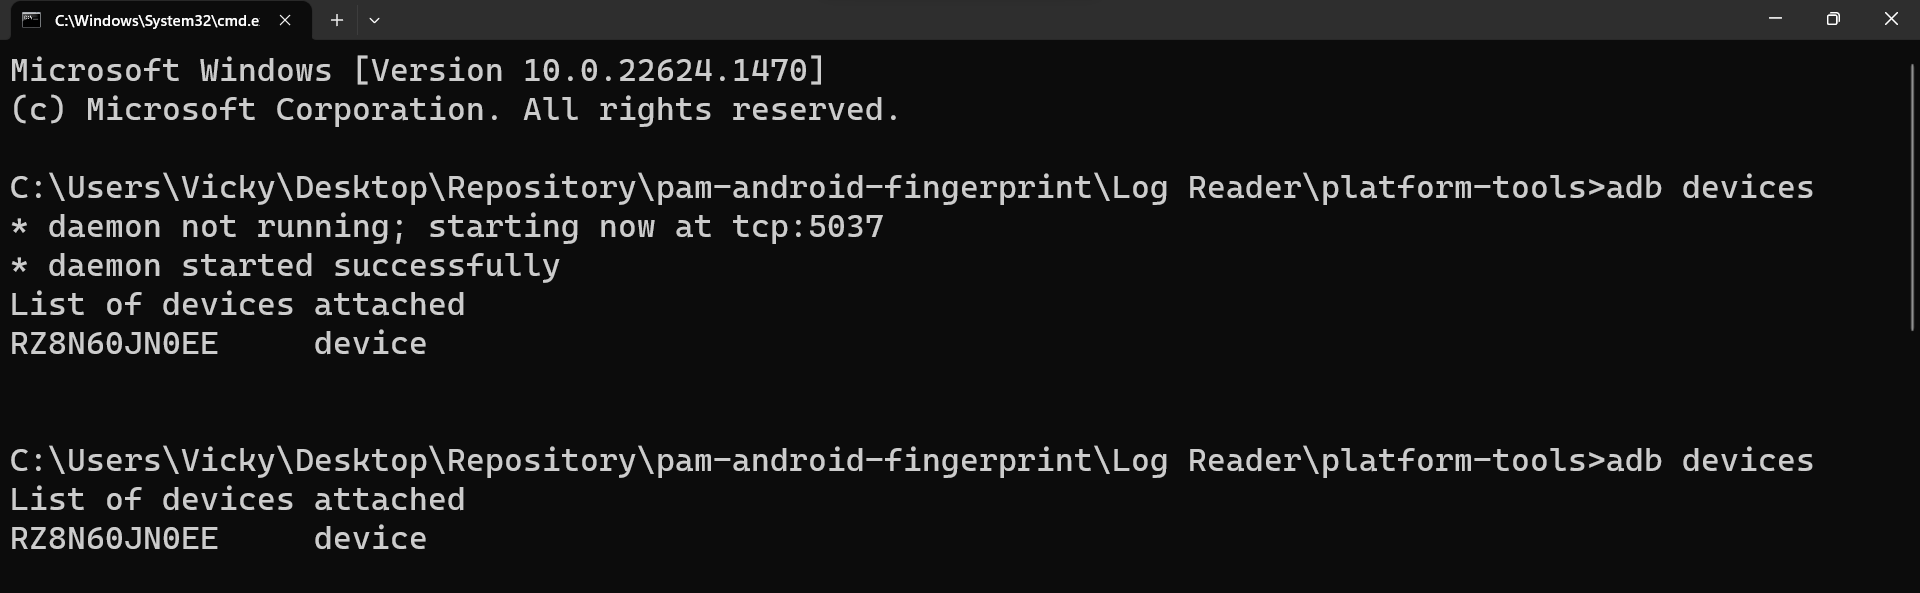 C:\Windows\System32\cmd.e
Microsoft Windows [Version 10.0.22624.1470]
(c) Microsoft Corporation. All rights reserved.
C:\Users\Vicky\Desktop\Repository\pam-android-fingerprint\Log Reader\platform-tools>adb devices
* daemon not running; starting now at tcp:5037
* daemon started successfully
List of devices attached
RZ8N60JN0EE     device
C:\Users\Vicky\Desktop\Repository\pam-android-fingerprint\Log Reader\platform-tools>adb devices
List of devices attached
RZ8N60JN0EE     device